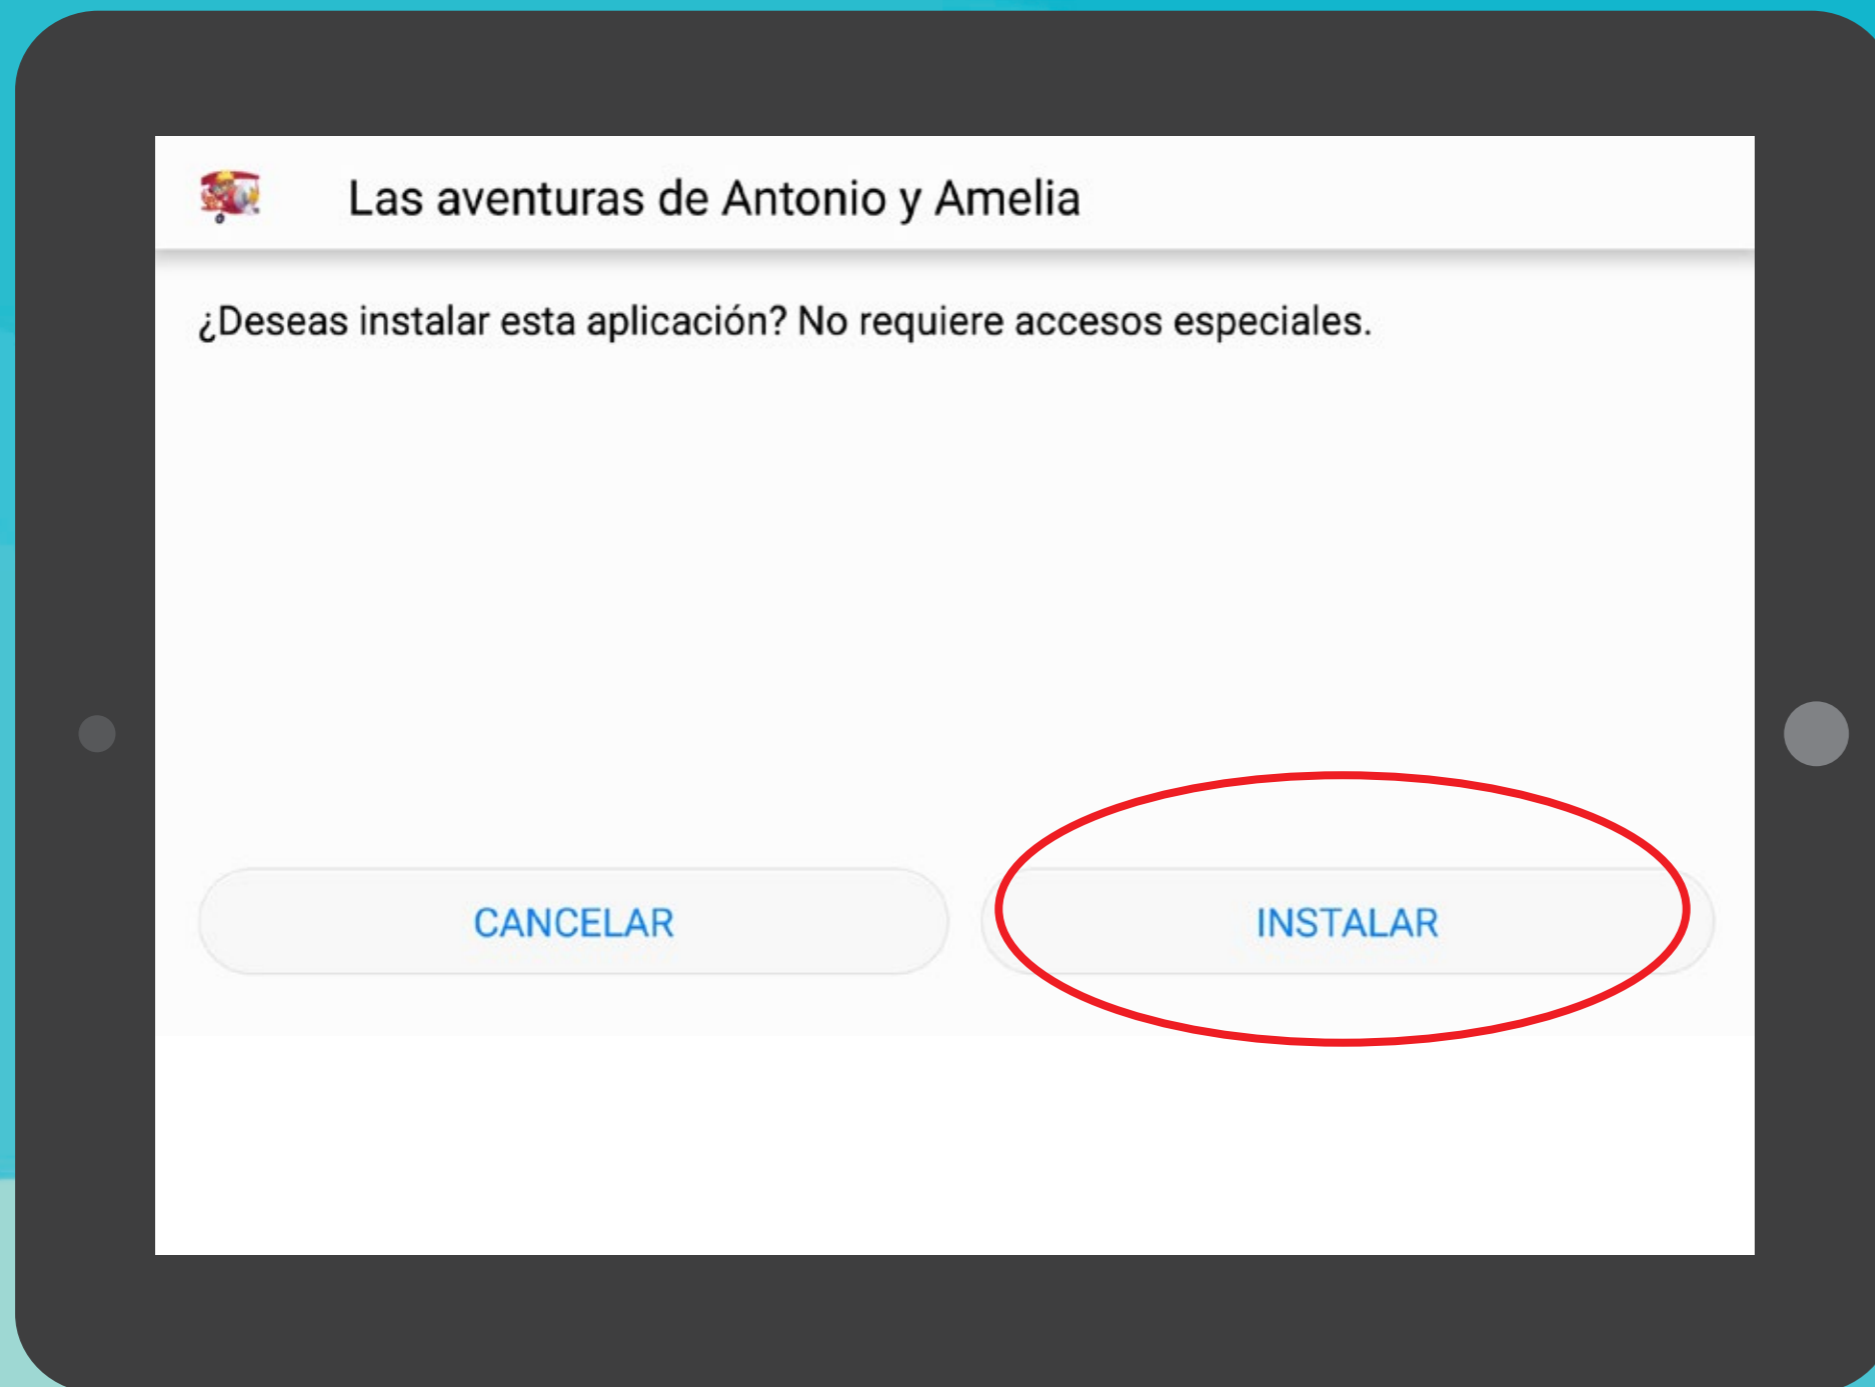 Las aventuras de Antonio y Amelia
¿Deseas instalar esta aplicación? No requiere accesos especiales.
CANCELAR
INSTALAR